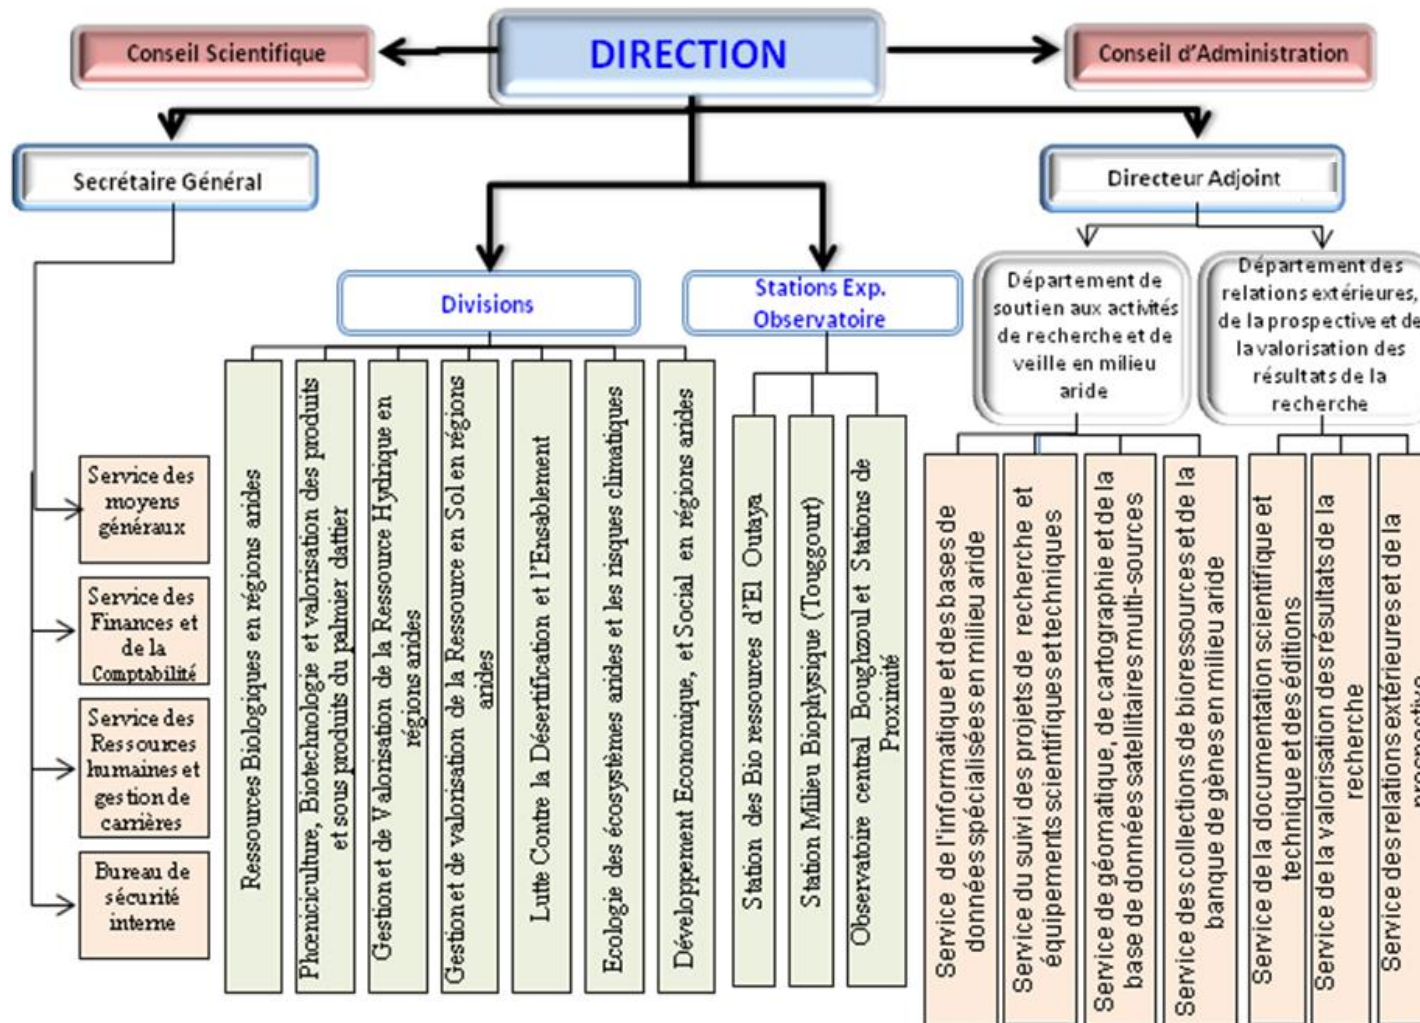 Conseil Scientifique
DIRECTION
Conseil d'Administration
Secrétaire Général
Directeur Adjoint
Divisions
Stations Exp.
Observatoire
Département de
soutien aux activités
de recherche et de
veille en milieu
aride
Département des
relations extérieures,
de la prospective et de
la valorisation des
résultats de la
recherche
Service des
moyens
généraux
Service des
Finances et
de la
Comptabilité
Service des
Ressources
humaines et
gestion de
carrières
Bureau de
sécurité
interne
Ressources Biologiques en régions arides
Phœniciculture, Biotechnologie et valorisation des produits
et sous produits du palmier dattier
Gestion et de Valorisation de la Ressource Hydrique en
régions arides
Gestion et de valorisation de la Ressource en Sol en régions
arides
Lutte Contre la Désertification et l'Ensablement
Ecologie des écosystèmes arides et les risques climatiques
Développement Economique, et Social en régions arides
Station des Bio ressources d'El Outaya
Station Milieu Biophysique (Touggourt)
Observatoire central Boughzoul et Stations de
Proximité
Service de l'informatique et des bases de
données spécialisées en milieu aride
Service du suivi des projets de recherche et
équipements scientifiques et techniques
Service de géomatique, de cartographie et de la
base de données satellitaires multi-sources
Service des collections de bioressources et de la
banque de gènes en milieu aride
Service de la documentation scientifique et
technique et des éditions
Service de la valorisation des résultats de la
recherche
Service des relations extérieures et de la
prospective